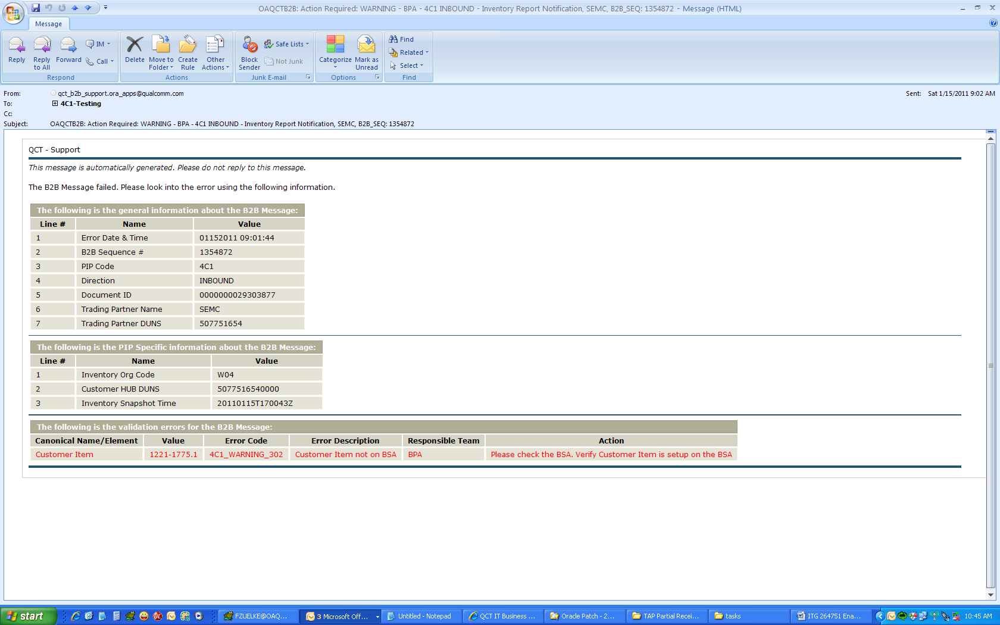 OAQCTB2B: Action Required: WARNING - BPA - 4C1 INBOUND - Inventory Report Notification, SEMC, B2B_SEQ: 1354872 - Message (HTML)
Message
Reply
Reply to All
Forward
IM
Call
Respond
Delete
Move to Folder
Create Rule
Other Actions
Actions
Block Sender
Safe Lists
Not Junk
Junk E-mail
Categorize
Mark as Unread
Options
Find
Related
Select
Find
From: qct_b2b_support.ora_apps@qualcomm.com Sent: Sat 1/15/2011 9:02 AM
To: 4C1-Testing
Cc:
Subject: OAQCTB2B: Action Required: WARNING - BPA - 4C1 INBOUND - Inventory Report Notification, SEMC, B2B_SEQ: 1354872
QCT - Support
This message is automatically generated. Please do not reply to this message.
The B2B Message failed. Please look into the error using the following information.
The following is the general information about the B2B Message:
Line # Name Value
1 Error Date & Time 01152011 09:01:44
2 B2B Sequence # 1354872
3 PIP Code 4C1
4 Direction INBOUND
5 Document ID 0000000029303877
6 Trading Partner Name SEMC
7 Trading Partner DUNS 507751654
The following is the PIP Specific information about the B2B Message:
Line # Name Value
1 Inventory Org Code W04
2 Customer HUB DUNS 5077516540000
3 Inventory Snapshot Time 20110115T170043Z
The following is the validation errors for the B2B Message:
Canonical Name/Element Value Error Code Error Description Responsible Team Action
Customer Item 1221-1775.1 4C1_WARNING_302 Customer Item not on BSA BPA Please check the BSA. Verify Customer Item is setup on the BSA
start FZUELKE@OAQ... 3 Microsoft Off... Untitled - Notepad QCT IT Business ... Oracle Patch - 2... TAP Partial Recei... tasks ITG 264751 Ena... 10:45 AM